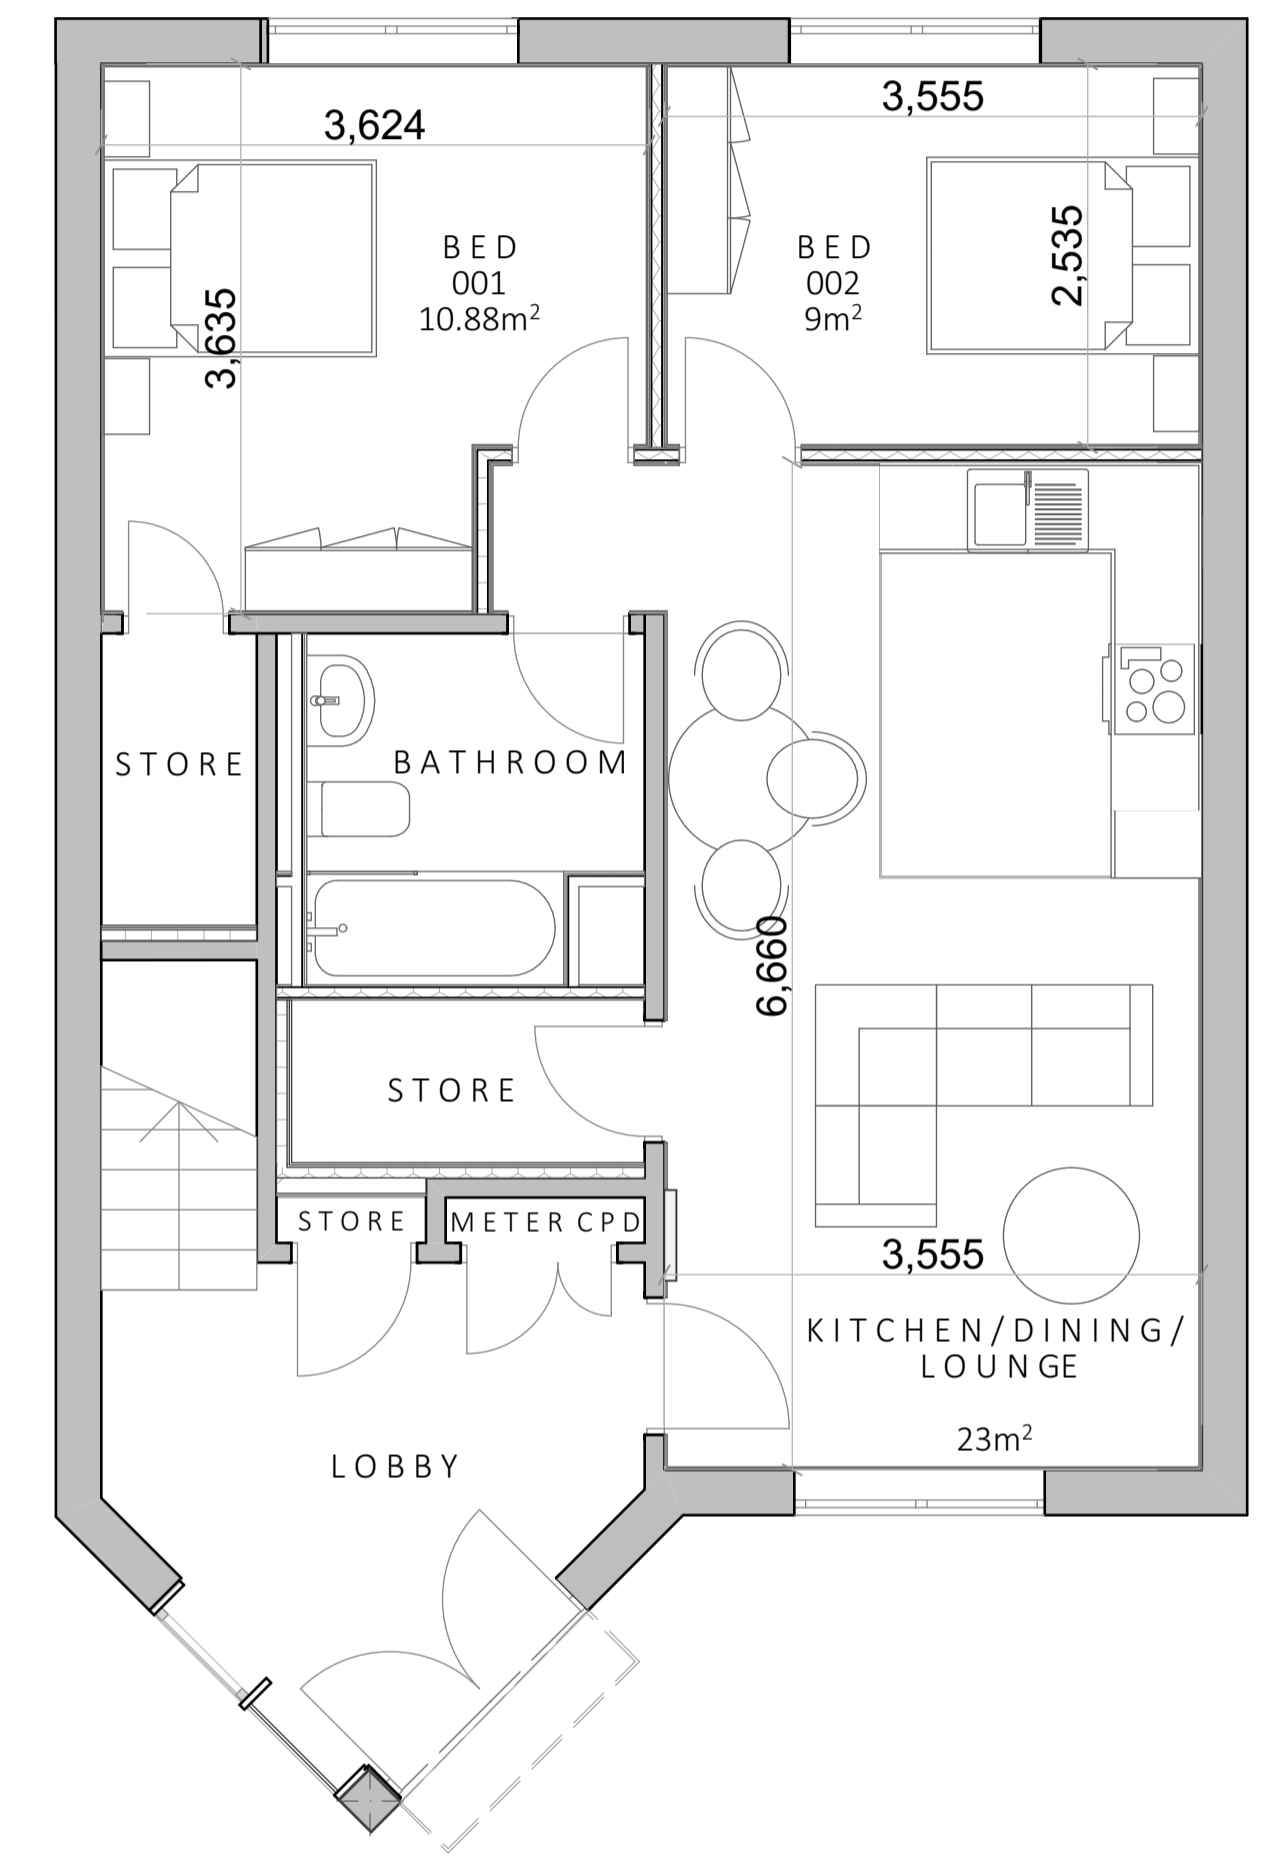 3,624
3,555
BED
001
10.88m²
3,635
BED
002
9m²
2,535
STORE
BATHROOM
6,660
STORE
STORE
METER CPD
3,555
KITCHEN/DINING/
LOUNGE
23m²
LOBBY